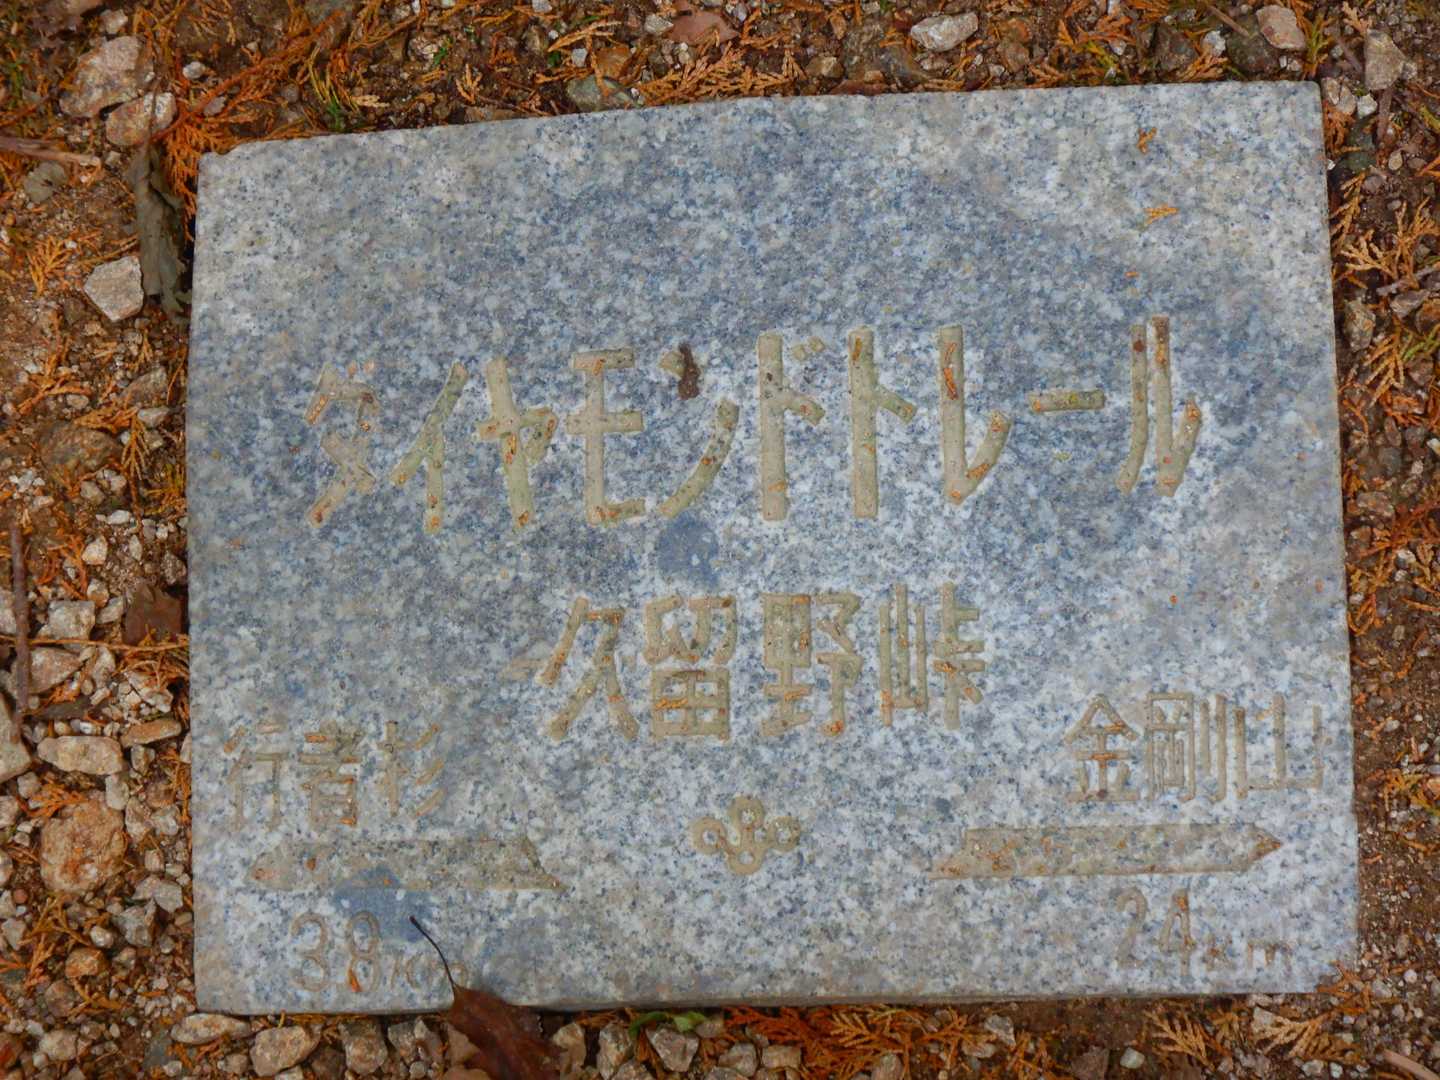 ダイヤモンドトレール
久留野峠
行者杉 金剛山
38Km 24Km